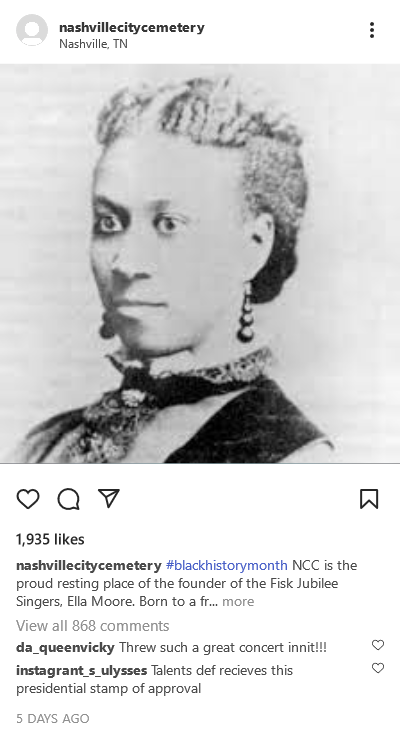 nashvillecitycemetery
Nashville, TN
1,935 likes
nashvillecitycemetery #blackhistorymonth NCC is the
proud resting place of the founder of the Fisk Jubilee
Singers, Ella Moore. Born to a fr... more
View all 868 comments
da_queenvicky Threw such a great concert innit!!!
instagrant_s_ulysses Talents def recieves this
presidential stamp of approval
5 DAYS AGO